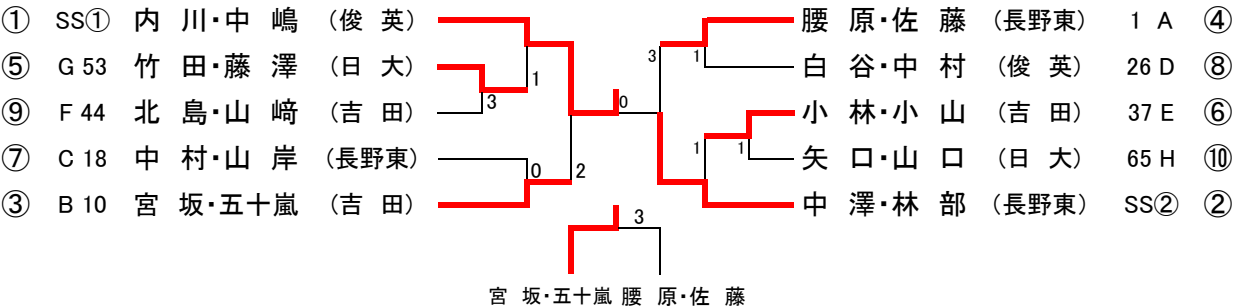 ① SS① 内 川・中 嶋 （俊 英） 腰 原・佐 藤 （長野東） 1 A ④
3 1
⑤ G 53 竹 田・藤 澤 （日 大） 1 白 谷・中 村 （俊 英） 26 D ⑧
3 0
⑨ F 44 北 島・山 﨑 （吉 田） 小 林・小 山 （吉 田） 37 E ⑥
1 1
⑦ C 18 中 村・山 岸 （長野東） 0 2 矢 口・山 口 （日 大） 65 H ⑩
③ B 10 宮 坂・五十嵐 （吉 田） 中 澤・林 部 （長野東） SS② ②
3
宮 坂・五十嵐 腰 原・佐 藤